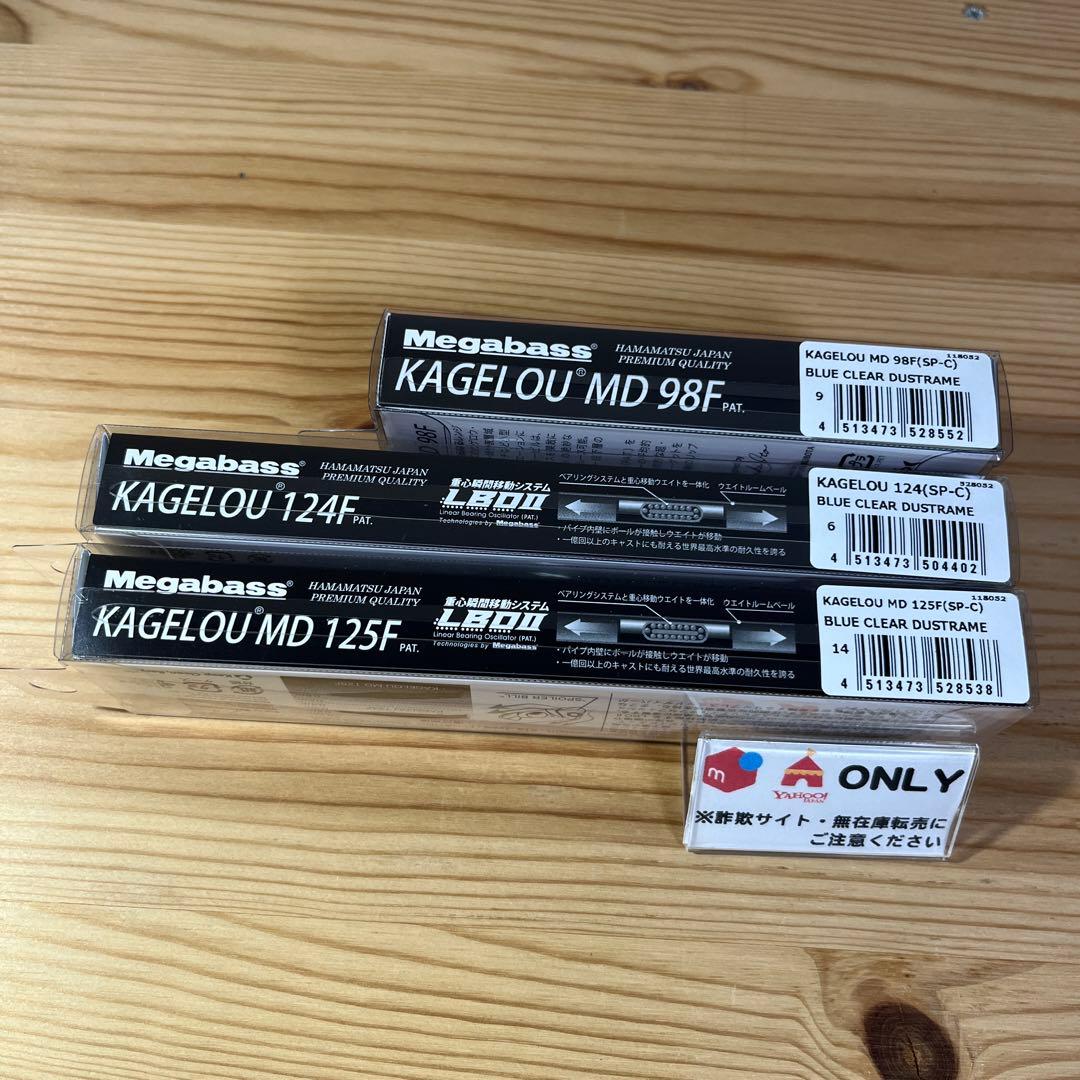 Megabass®
HAMAMATSU JAPAN
PREMIUM QUALITY
KAGELOU® MD 98F PAT.
KAGELOU MD 98F(SP-C)
118052
BLUE CLEAR DUSTRAME
9
4 513473 528552
Megabass®
HAMAMATSU JAPAN
PREMIUM QUALITY
KAGELOU® 124F PAT.
重心瞬間移動システム
LBOII
Linear Bearing Oscillator (PAT.)
Technologies by Megabass
ベアリングシステムと重心移動ウエイトを一体化
ウエイトルームベール
・パイプ内壁にボールが接触しウエイトが移動
・一億回以上のキャストにも耐える世界最高水準の耐久性を誇る
KAGELOU 124(SP-C)
528052
BLUE CLEAR DUSTRAME
6
4 513473 504402
Megabass®
HAMAMATSU JAPAN
PREMIUM QUALITY
KAGELOU® MD 125F PAT.
重心瞬間移動システム
LBOII
Linear Bearing Oscillator (PAT.)
Technologies by Megabass
ベアリングシステムと重心移動ウエイトを一体化
ウエイトルームベール
・パイプ内壁にボールが接触しウエイトが移動
・一億回以上のキャストにも耐える世界最高水準の耐久性を誇る
KAGELOU MD 125F(SP-C)
118052
BLUE CLEAR DUSTRAME
14
4 513473 528538
KAGELOU MD 125F
SPOILER BILL
m YAHOO! JAPAN ONLY
※詐欺サイト・無在庫転売に
ご注意ください